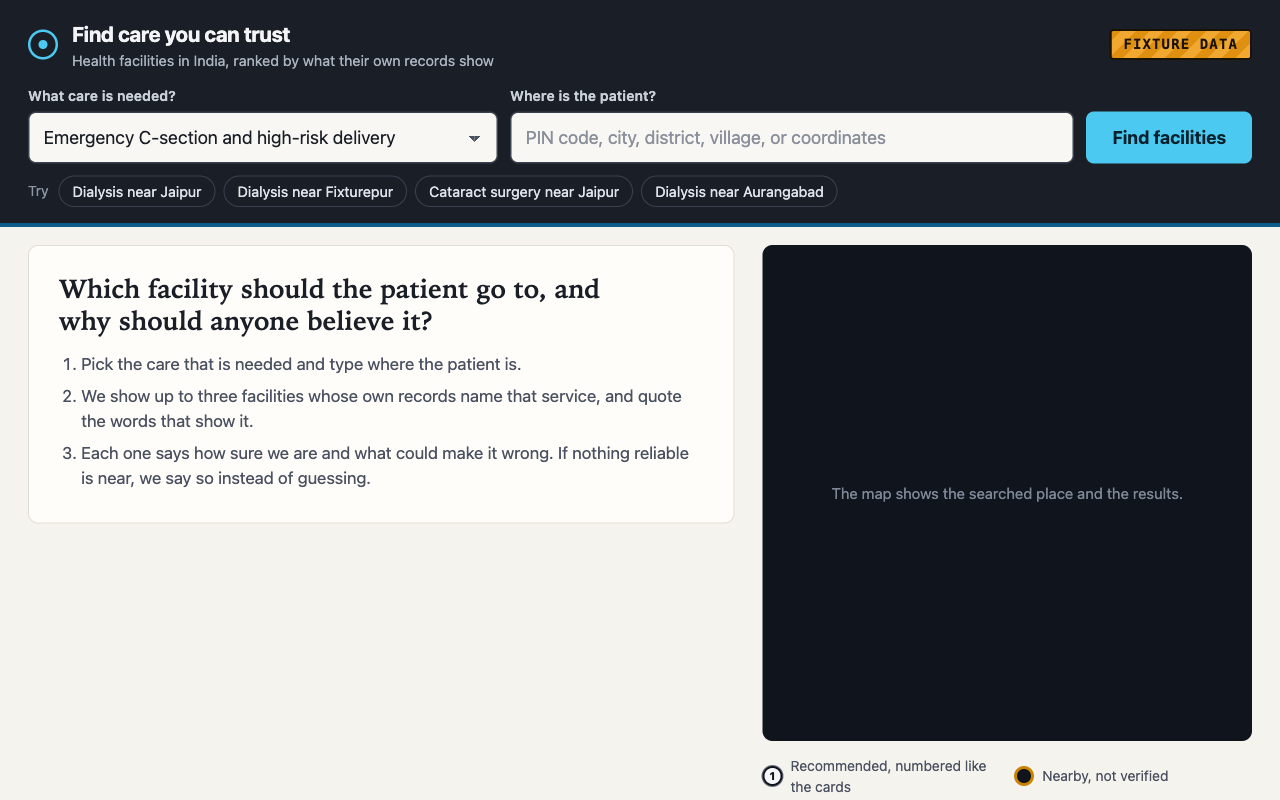 Find care you can trust
Health facilities in India, ranked by what their own records show
FIXTURE DATA
What care is needed?
Where is the patient?
Emergency C-section and high-risk delivery
PIN code, city, district, village, or coordinates
Find facilities
Try
Dialysis near Jaipur
Dialysis near Fixturepur
Cataract surgery near Jaipur
Dialysis near Aurangabad
Which facility should the patient go to, and
why should anyone believe it?
1. Pick the care that is needed and type where the patient is.
2. We show up to three facilities whose own records name that service, and quote
the words that show it.
3. Each one says how sure we are and what could make it wrong. If nothing reliable
is near, we say so instead of guessing.
The map shows the searched place and the results.
1
Recommended, numbered like
the cards
Nearby, not verified